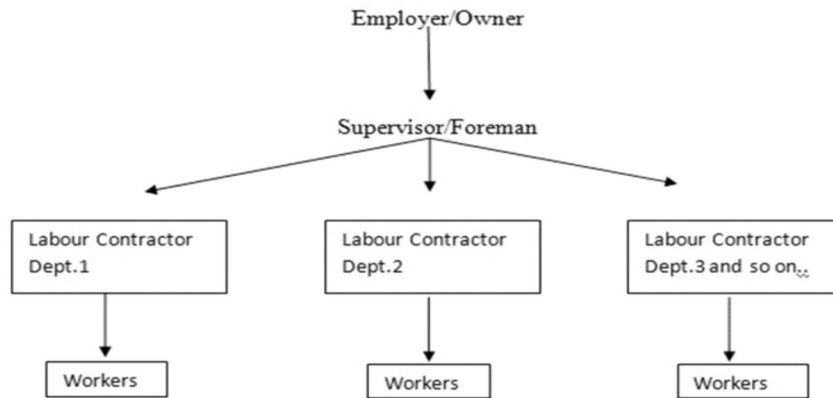 Employer/Owner
Supervisor/Foreman
Labour Contractor
Dept.1
Labour Contractor
Dept.2
Labour Contractor
Dept.3 and so on..
Workers
Workers
Workers